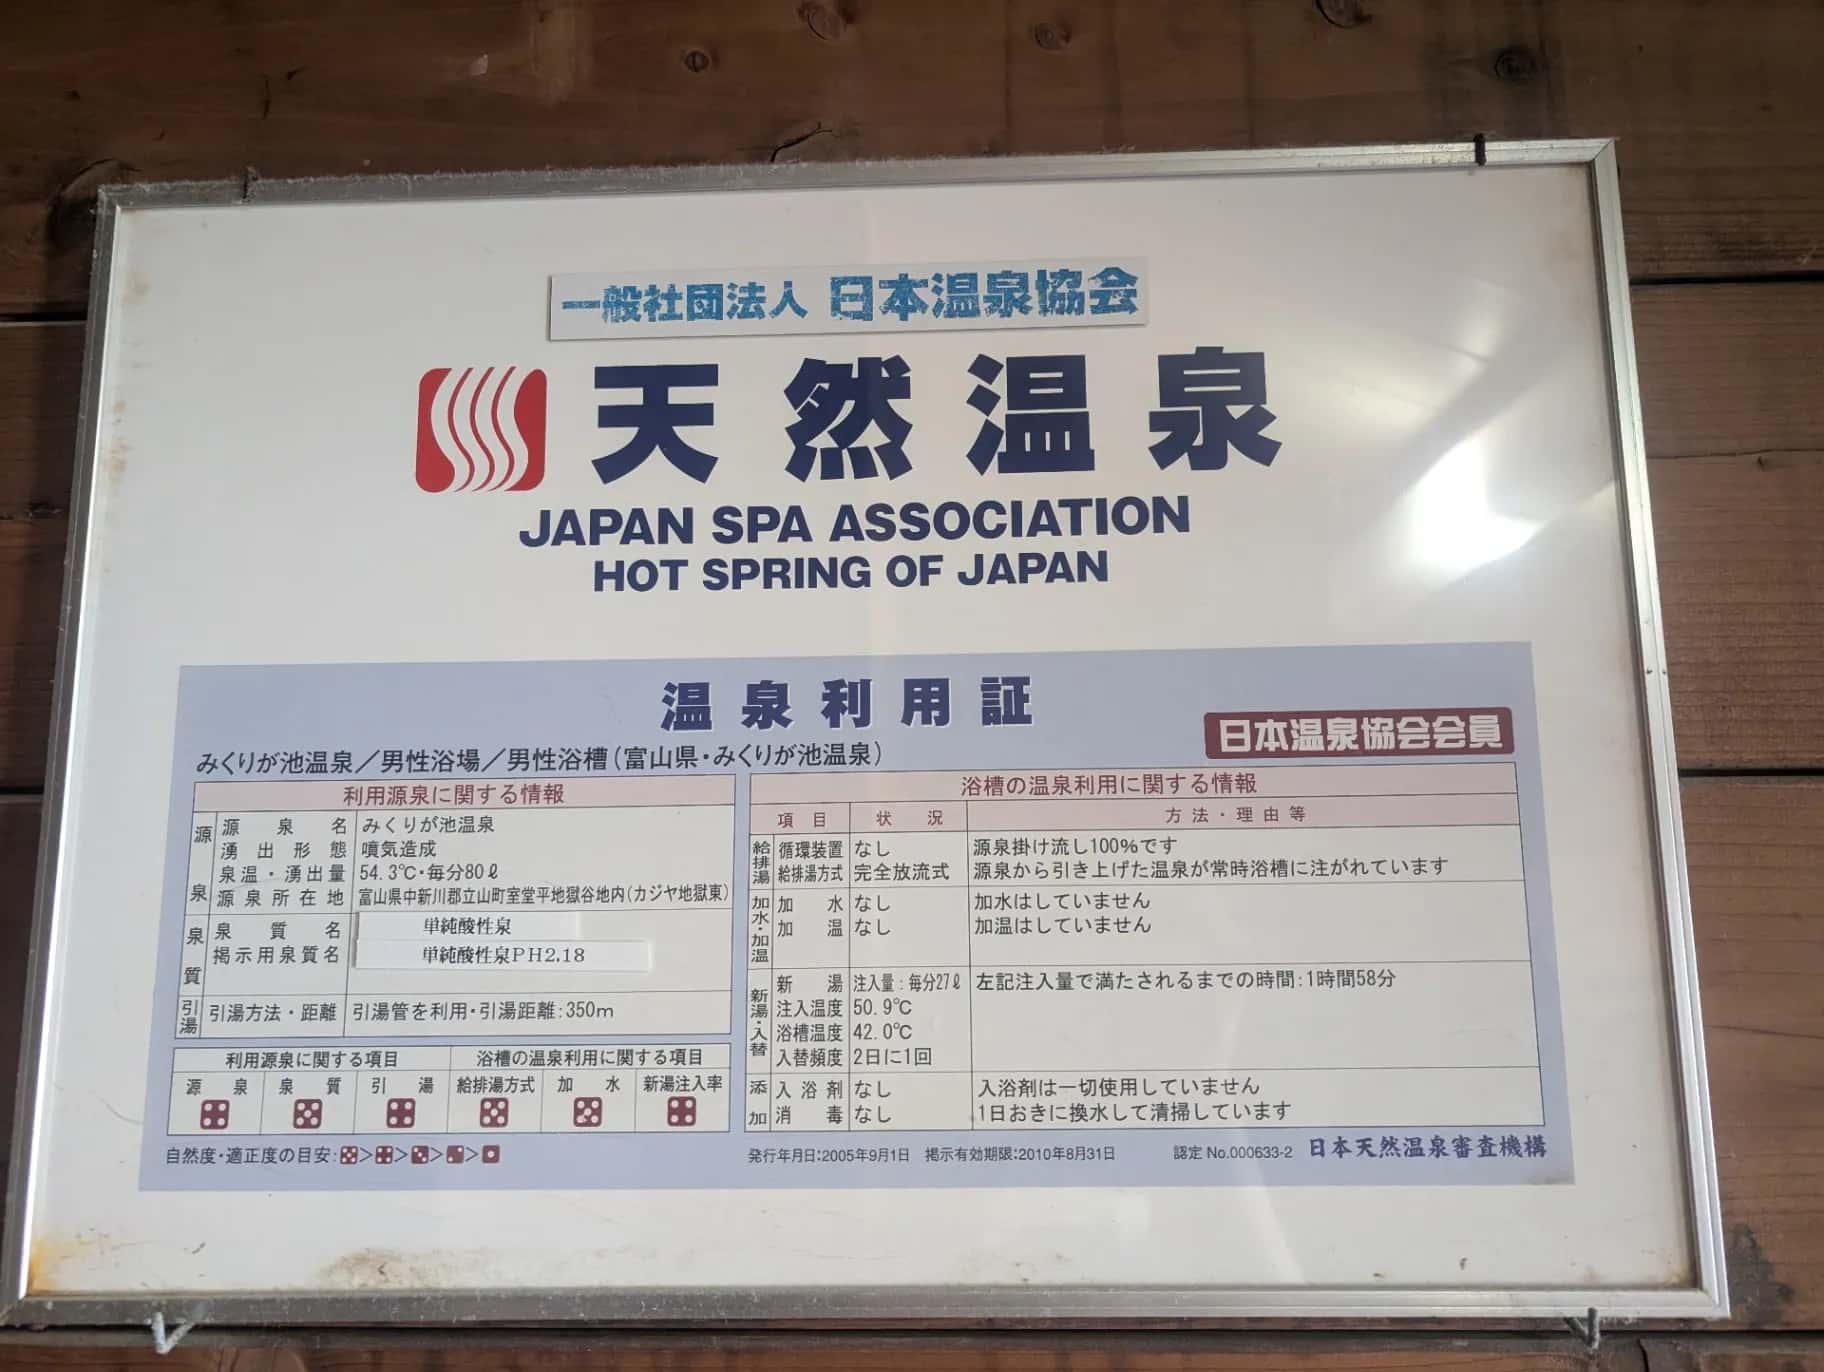 一般社団法人 日本温泉協会
天然温泉
JAPAN SPA ASSOCIATION
HOT SPRING OF JAPAN
温泉利用証
日本温泉協会会員
みくりが池温泉／男性浴場／男性浴槽(富山県・みくりが池温泉)
利用源泉に関する情報
源泉
源泉名 みくりが池温泉
湧出形態 噴気造成
泉温・湧出量 54.3℃・毎分80ℓ
源泉所在地 富山県中新川郡立山町室堂平地獄谷地内(カジヤ地獄東)
泉質
泉質名 単純酸性泉
掲示用泉質名 単純酸性泉PH2.18
引湯
引湯方法・距離 引湯管を利用・引湯距離:350m
利用源泉に関する項目 浴槽の温泉利用に関する項目
源泉 泉質 引湯 給排湯方式 加水 新湯注入率
自然度・適正度の目安: > > > >
浴槽の温泉利用に関する情報
項目 状況 方法・理由等
給排湯
循環装置 なし 源泉掛け流し100%です
給排湯方式 完全放流式 源泉から引き上げた温泉が常時浴槽に注がれています
加水・加温
加水 なし 加水はしていません
加温 なし 加温はしていません
新湯・入替
新湯 注入量:毎分27ℓ 左記注入量で満たされるまでの時間:1時間58分
注入温度 50.9℃
浴槽温度 42.0℃
入替頻度 2日に1回
添加
入浴剤 なし 入浴剤は一切使用していません
消毒 なし 1日おきに換水して清掃しています
発行年月日:2005年9月1日 掲示有効期限:2010年8月31日 認定 No.000633-2 日本天然温泉審査機構